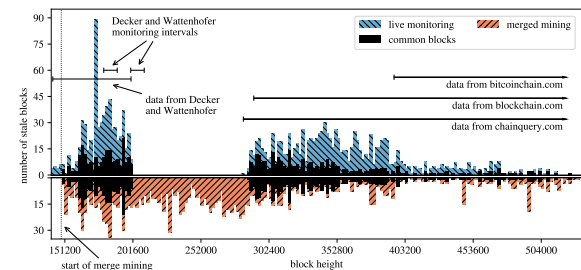 90
75
60
45
30
15
0
15
30
number of stale blocks
Decker and Wattenhofer
monitoring intervals
data from Decker
and Wattenhofer
live monitoring
common blocks
merged mining
data from bitcoinchain.com
data from blockchain.com
data from chainquery.com
151200 201600 252000 302400 352800 403200 453600 504000
start of merge mining
block height